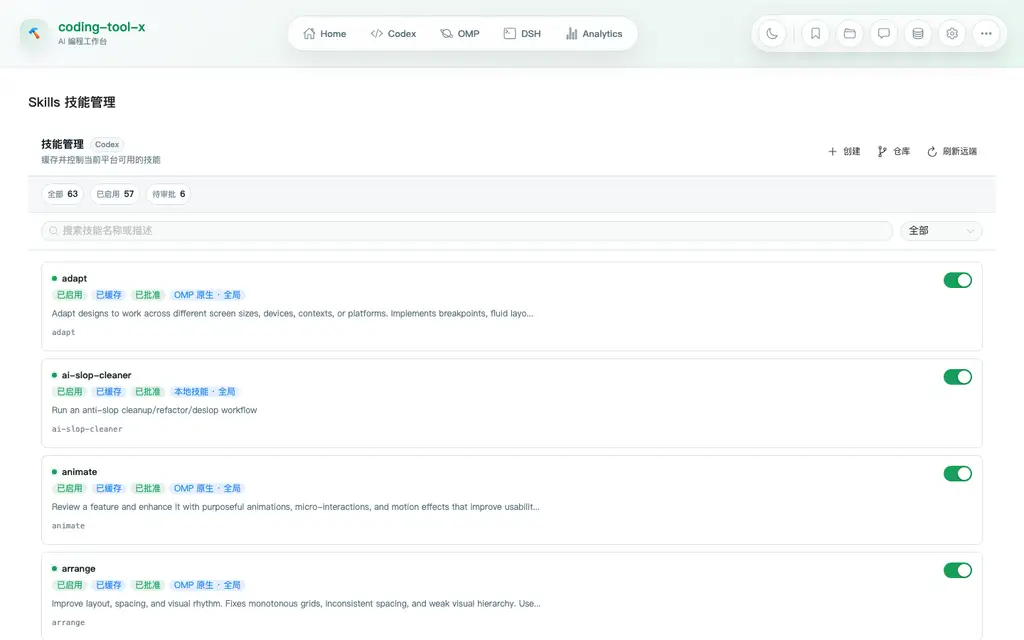 coding-tool-x
AI 编程工作台
Home
Codex
OMP
DSH
Analytics
Skills 技能管理
技能管理 Codex
缓存并控制当前平台可用的技能
创建
仓库
刷新远端
全部 63
已启用 57
待审批 6
搜索技能名称或描述
全部
adapt
已启用 已缓存 已批准 OMP 原生 · 全局
Adapt designs to work across different screen sizes, devices, contexts, or platforms. Implements breakpoints, fluid layo...
adapt
ai-slop-cleaner
已启用 已缓存 已批准 本地技能 · 全局
Run an anti-slop cleanup/refactor/deslop workflow
ai-slop-cleaner
animate
已启用 已缓存 已批准 OMP 原生 · 全局
Review a feature and enhance it with purposeful animations, micro-interactions, and motion effects that improve usabilit...
animate
arrange
已启用 已缓存 已批准 OMP 原生 · 全局
Improve layout, spacing, and visual rhythm. Fixes monotonous grids, inconsistent spacing, and weak visual hierarchy. Use...
arrange